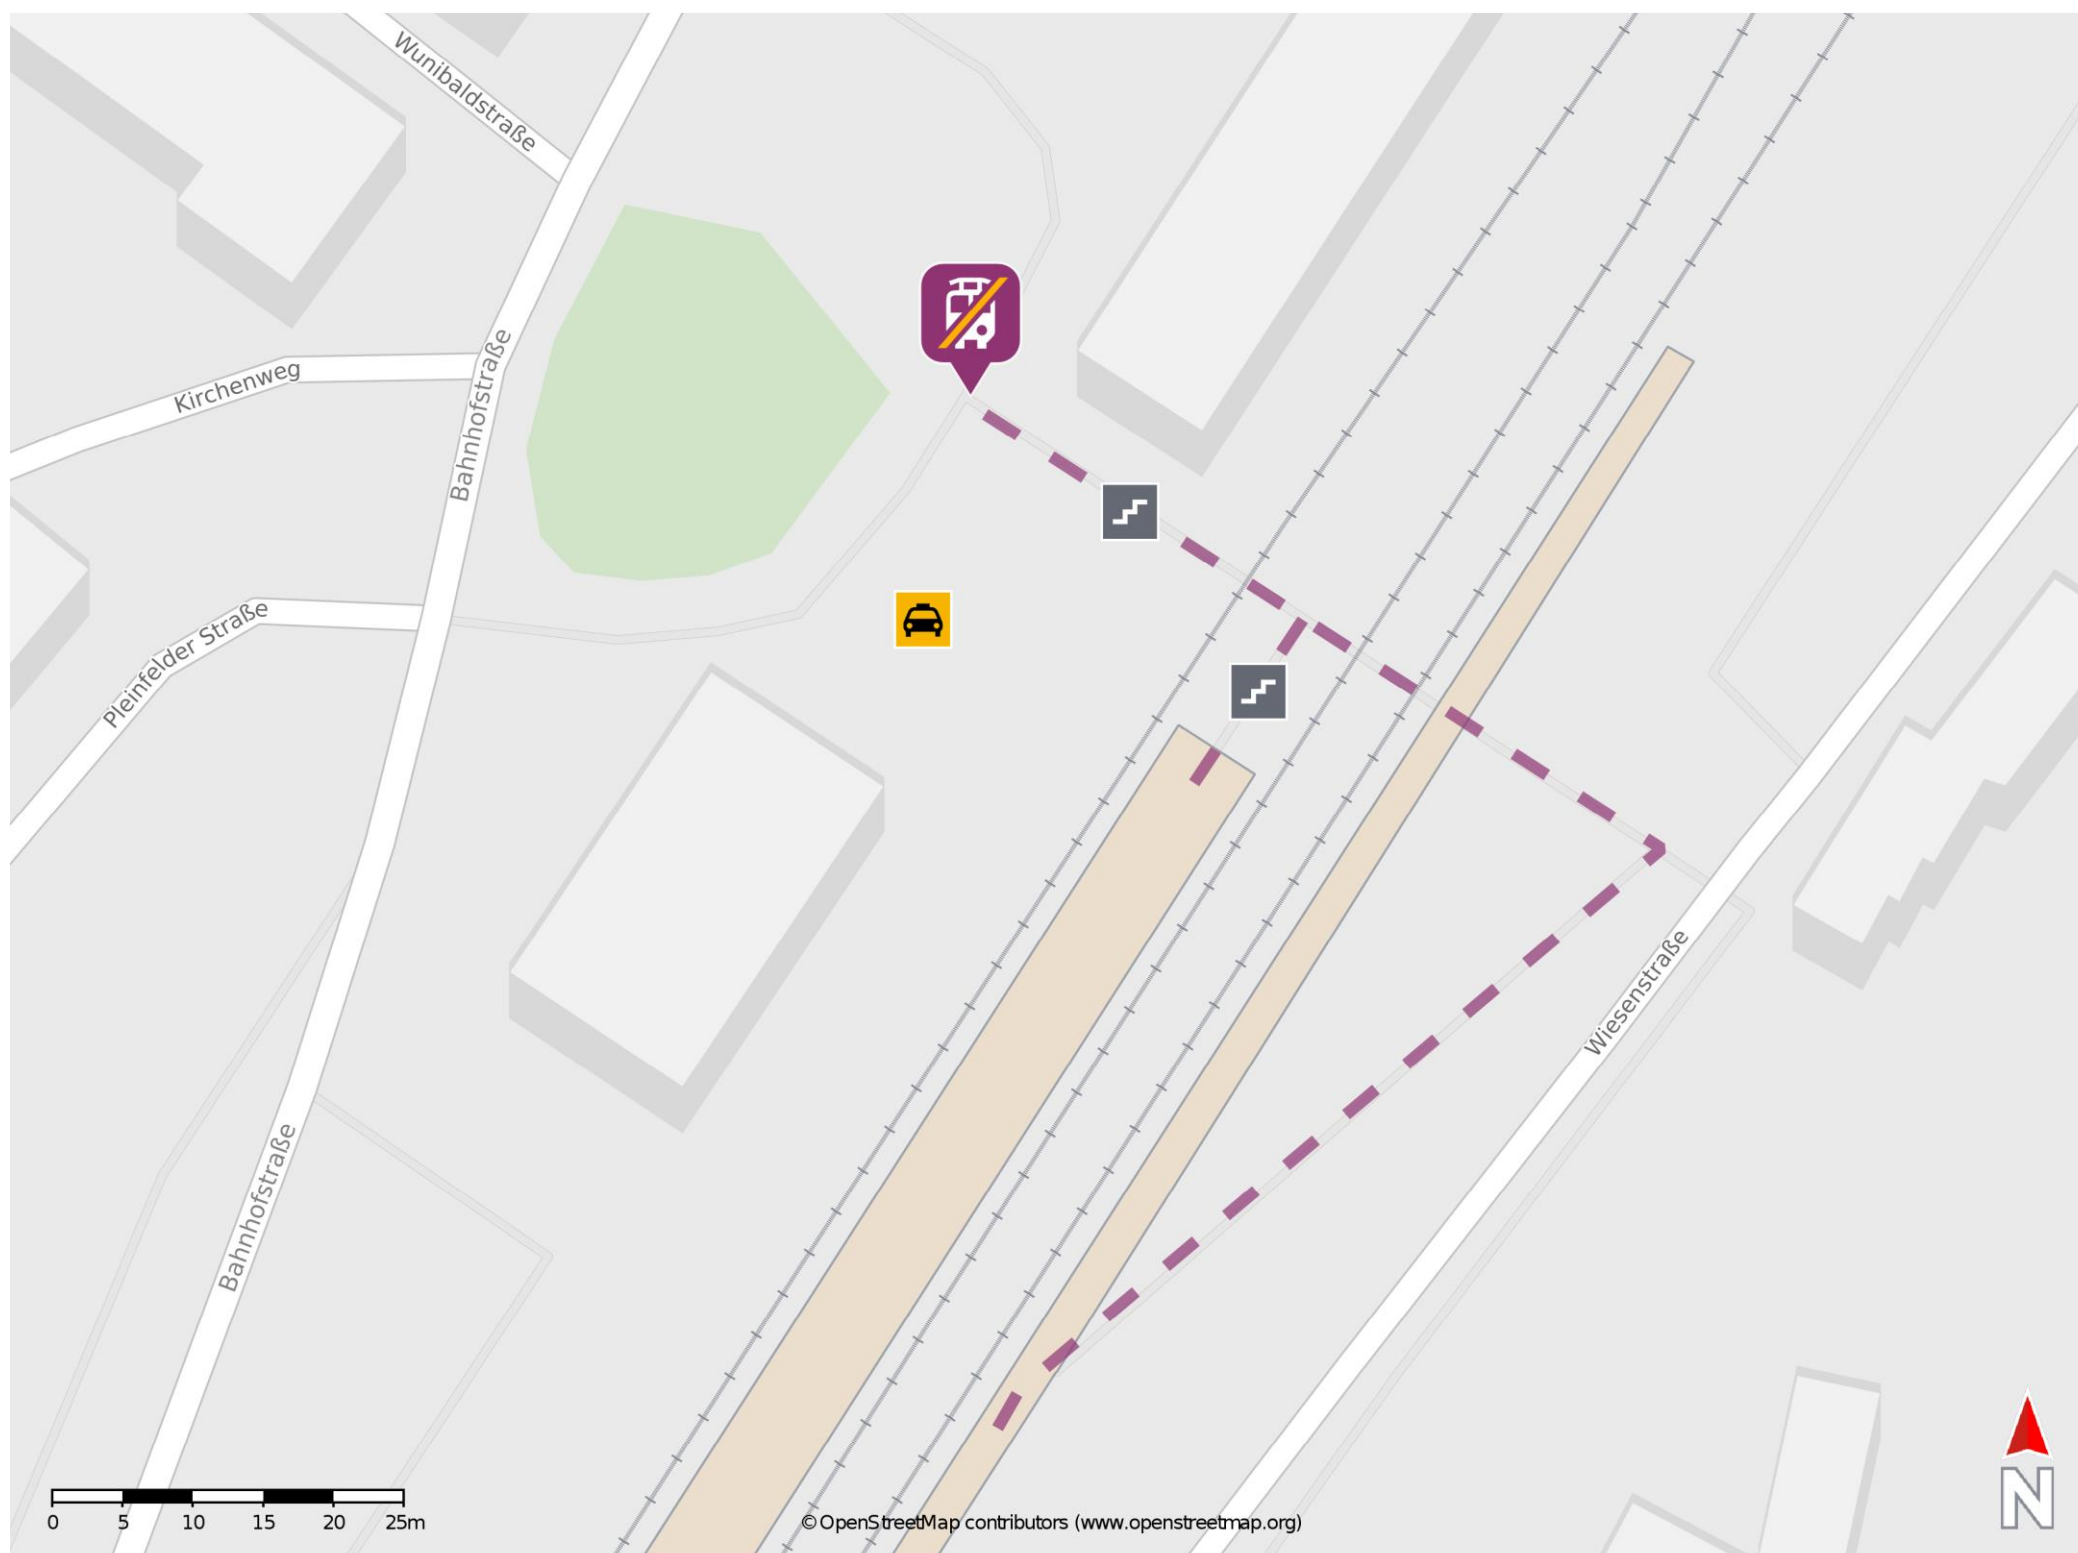 Wunibaldstraße
Bahnhofstraße
Kirchenweg
Pleinfelder Straße
Wiesenstraße
Bahnhofstraße
0 5 10 15 20 25m
©OpenStreetMap contributors (www.openstreetmap.org)
N